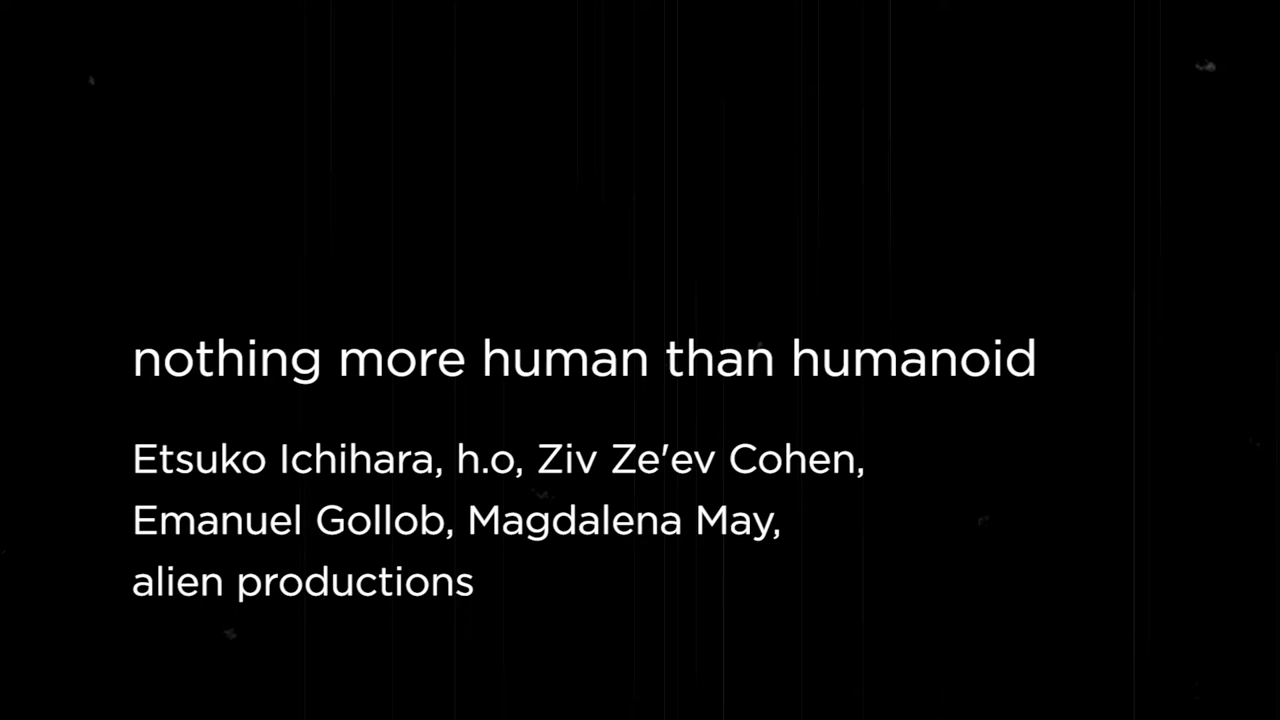 nothing more human than humanoid
Etsuko Ichihara, h.o, Ziv Ze'ev Cohen,
Emanuel Gollob, Magdalena May,
alien productions